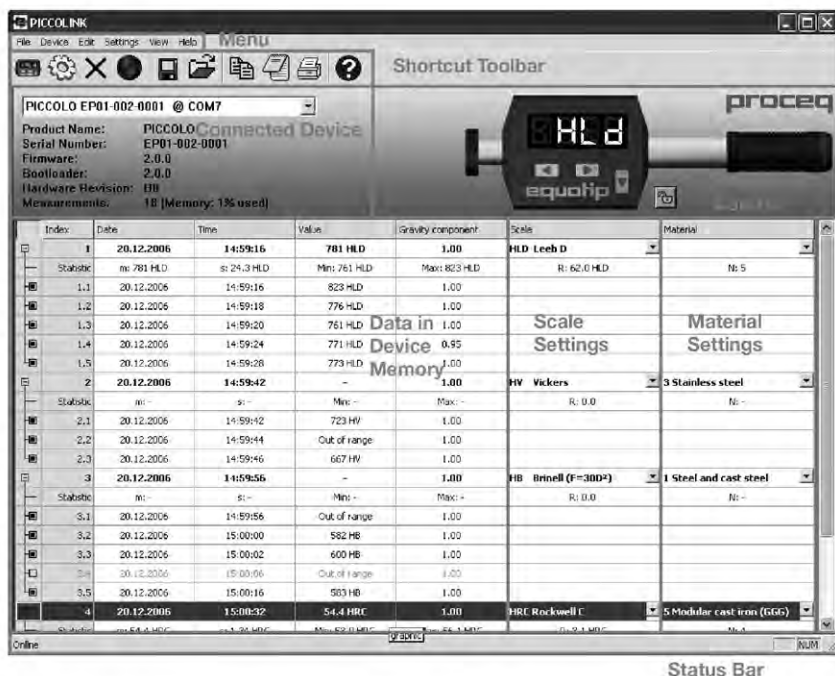 PICCOLINK
File Device Edit Settings View Help Menu
Shortcut Toolbar
PICCOLO EP01-002-0001 @ COM7
proceq
Product Name: PICCOLO Connected Device
Serial Number: EP01-002-0001
Firmware: 2.0.0
Bootloader: 2.0.0
Hardware Revision: B0
Measurements: 18 (Memory: 1% used)
HLd
equotip
Index Date Time Value Gravity component Scale Material
1 20.12.2006 14:59:16 781 HLD 1.00 HLD Leeb D
Statistic m: 781 HLD s: 24.3 HLD Min: 761 HLD Max: 823 HLD R: 62.0 HLD N: 5
1.1 20.12.2006 14:59:16 823 HLD 1.00
1.2 20.12.2006 14:59:18 776 HLD 1.00
1.3 20.12.2006 14:59:20 761 HLD 1.00
1.4 20.12.2006 14:59:24 771 HLD 0.95
1.5 20.12.2006 14:59:28 773 HLD 1.00
Data in Device Memory
Scale Settings
Material Settings
2 20.12.2006 14:59:42 - 1.00 HV Vickers 3 Stainless steel
Statistic m: - s: - Min: - Max: - R: 0.0 N: -
2.1 20.12.2006 14:59:42 723 HV 1.00
2.2 20.12.2006 14:59:44 Out of range 1.00
2.3 20.12.2006 14:59:46 667 HV 1.00
3 20.12.2006 14:59:56 - 1.00 HB Brinell (F=30D²) 1 Steel and cast steel
Statistic m: - s: - Min: - Max: - R: 0.0 N: -
3.1 20.12.2006 14:59:56 Out of range 1.00
3.2 20.12.2006 15:00:00 582 HB 1.00
3.3 20.12.2006 15:00:02 600 HB 1.00
3.4 20.12.2006 15:00:06 Out of range 1.00
3.5 20.12.2006 15:00:16 583 HB 1.00
4 20.12.2006 15:00:32 54.4 HRC 1.00 HRC Rockwell C 5 Modular cast iron (GGG)
graphic
Online NUM
Status Bar